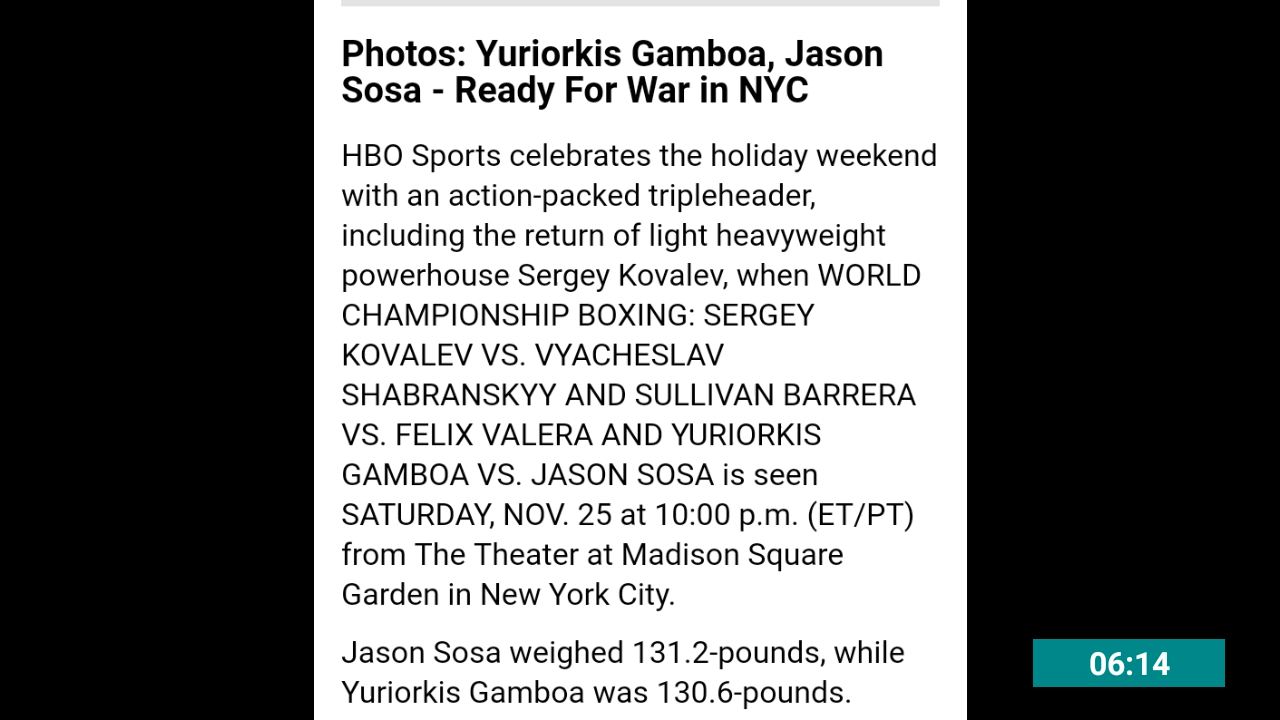 Photos: Yuriorkis Gamboa, Jason
Sosa - Ready For War in NYC
HBO Sports celebrates the holiday weekend
with an action-packed tripleheader,
including the return of light heavyweight
powerhouse Sergey Kovalev, when WORLD
CHAMPIONSHIP BOXING: SERGEY
KOVALEV VS. VYACHESLAV
SHABRANSKYY AND SULLIVAN BARRERA
VS. FELIX VALERA AND YURIORKIS
GAMBOA VS. JASON SOSA is seen
SATURDAY, NOV. 25 at 10:00 p.m. (ET/PT)
from The Theater at Madison Square
Garden in New York City.
Jason Sosa weighed 131.2-pounds, while
Yuriorkis Gamboa was 130.6-pounds.
06:14